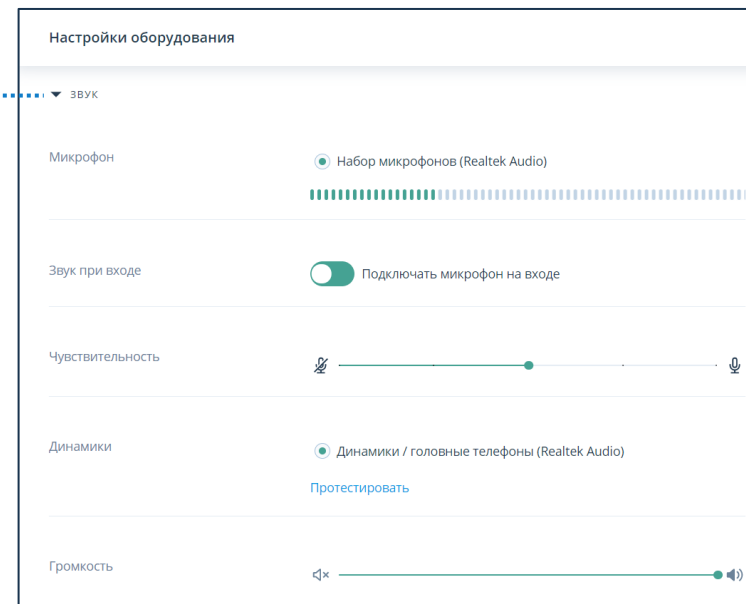 Настройки оборудования
ЗВУК
Микрофон
Набор микрофонов (Realtek Audio)
Звук при входе
Подключать микрофон на входе
Чувствительность
Динамики
Динамики / головные телефоны (Realtek Audio)
Протестировать
Громкость